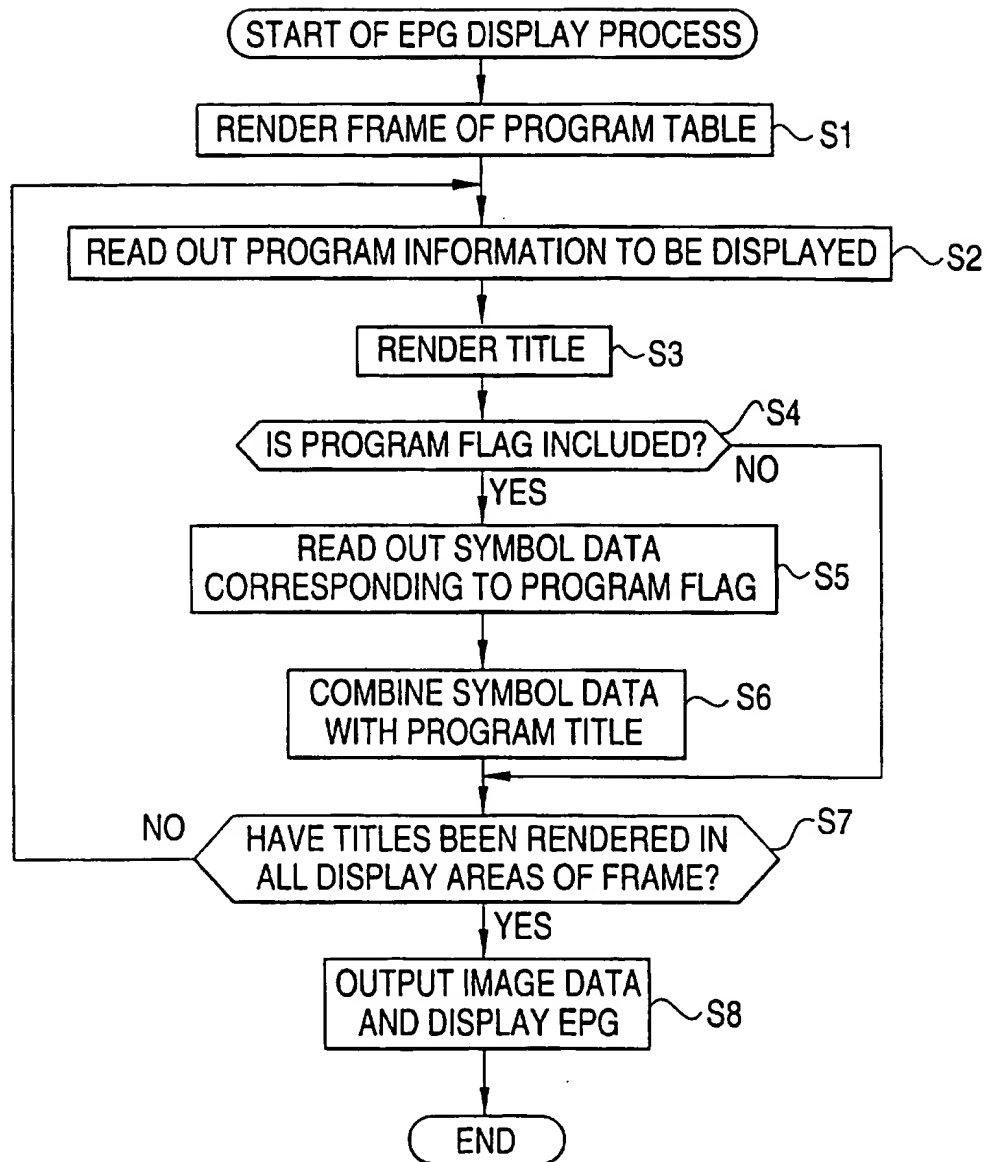 START OF EPG DISPLAY PROCESS
RENDER FRAME OF PROGRAM TABLE
S1
READ OUT PROGRAM INFORMATION TO BE DISPLAYED
S2
RENDER TITLE
S3
S4
IS PROGRAM FLAG INCLUDED?
NO
YES
READ OUT SYMBOL DATA
CORRESPONDING TO PROGRAM FLAG
S5
COMBINE SYMBOL DATA
WITH PROGRAM TITLE
S6
NO
HAVE TITLES BEEN RENDERED IN
ALL DISPLAY AREAS OF FRAME?
S7
YES
OUTPUT IMAGE DATA
AND DISPLAY EPG
S8
END